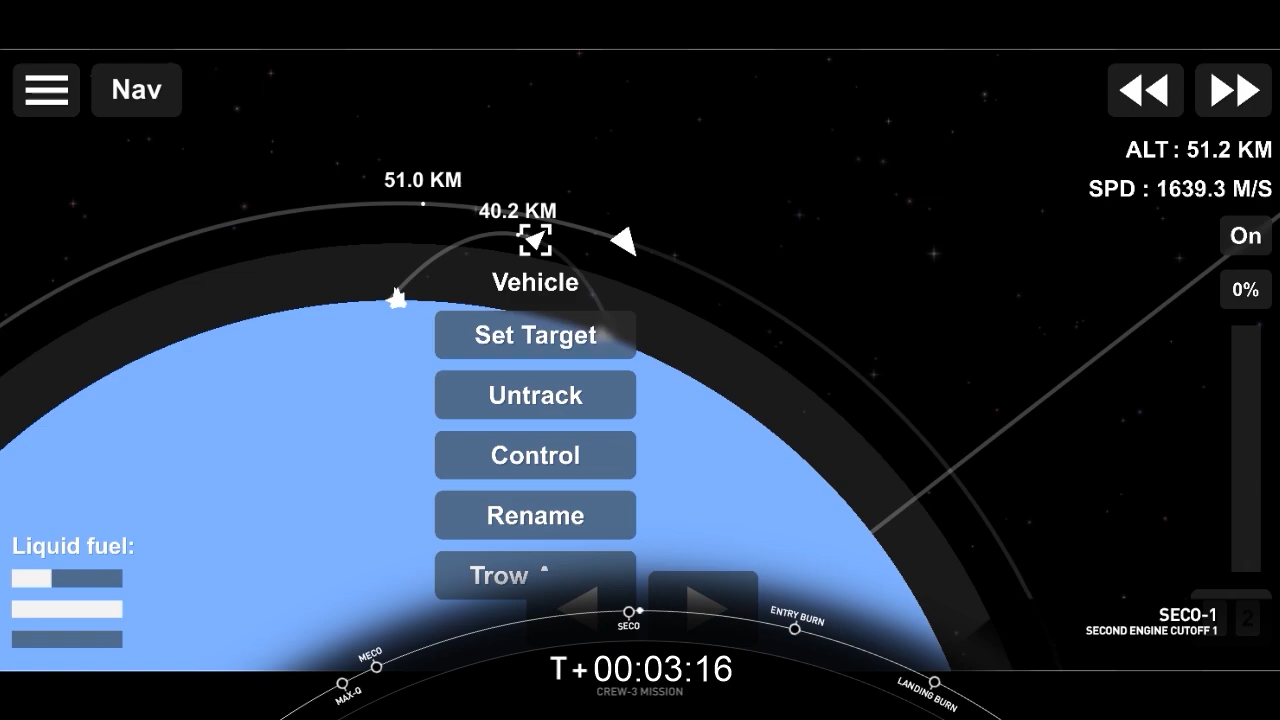 Nav
ALT : 51.2 KM
SPD : 1639.3 M/S
51.0 KM
40.2 KM
On
Vehicle
0%
Set Target
Untrack
Control
Rename
Liquid fuel:
Trow
SECO
ENTRY BURN
SECO-1
2
SECOND ENGINE CUTOFF 1
MECO
MAX-Q
T+00:03:16
CREW-3 MISSION
LANDING BURN